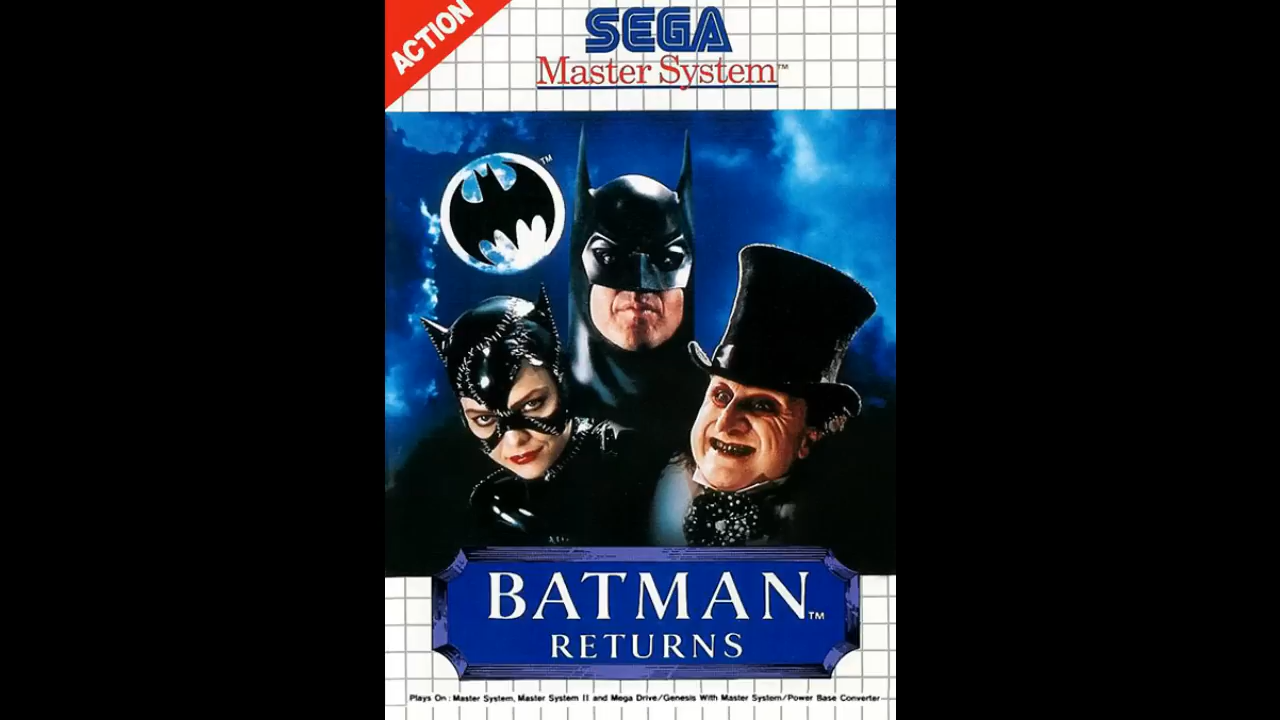 ACTION
SEGA
Master System™
TM
BATMAN™
RETURNS
Plays On : Master System, Master System II and Mega Drive/Genesis With Master System/Power Base Converter